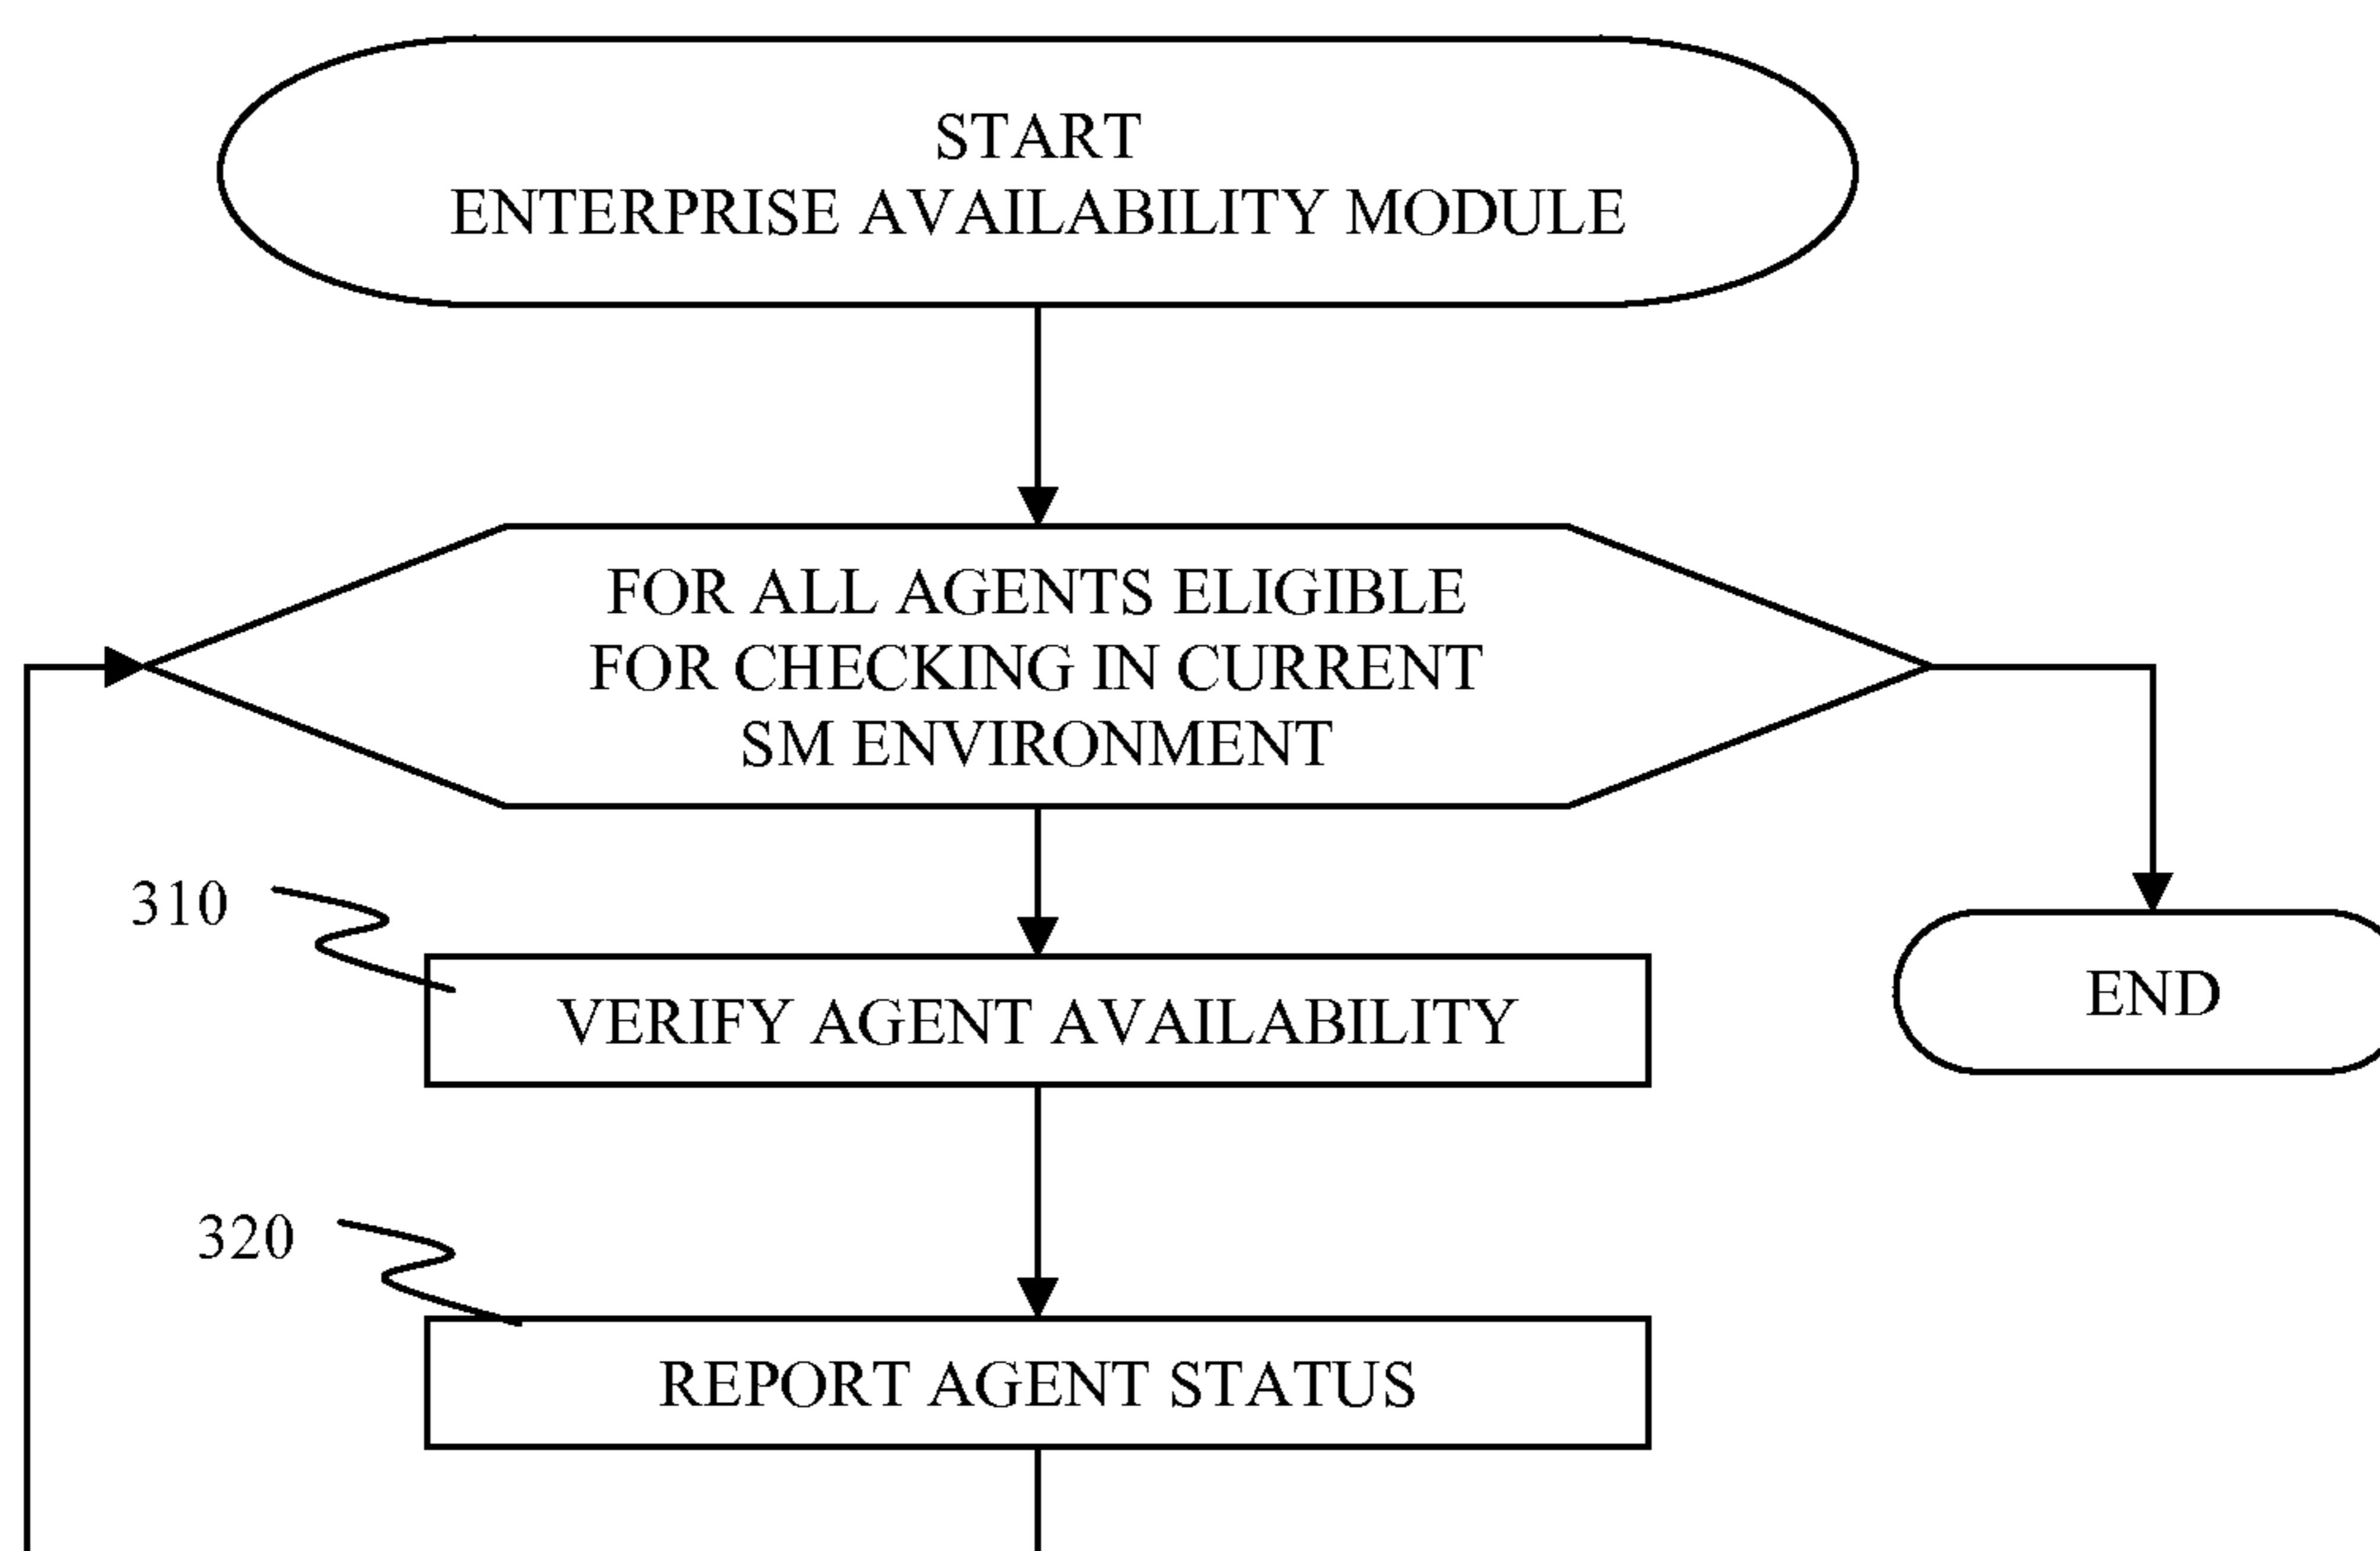 START
ENTERPRISE AVAILABILITY MODULE
FOR ALL AGENTS ELIGIBLE
FOR CHECKING IN CURRENT
SM ENVIRONMENT
310
VERIFY AGENT AVAILABILITY
END
320
REPORT AGENT STATUS